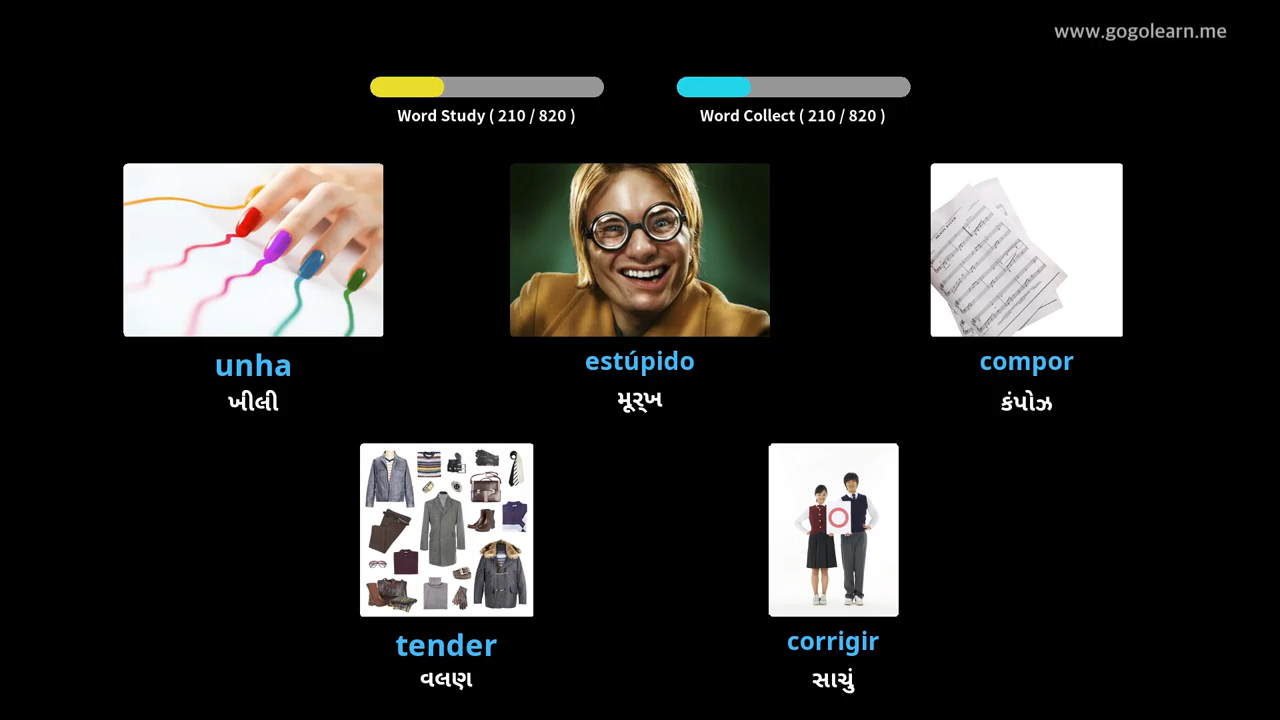 www.gogolearn.me
Word Study ( 210 / 820 )
Word Collect ( 210 / 820 )
unha
ખીલી
estúpido
મૂર્ખ
compor
કંપોઝ
tender
વલણ
corrigir
સાચું